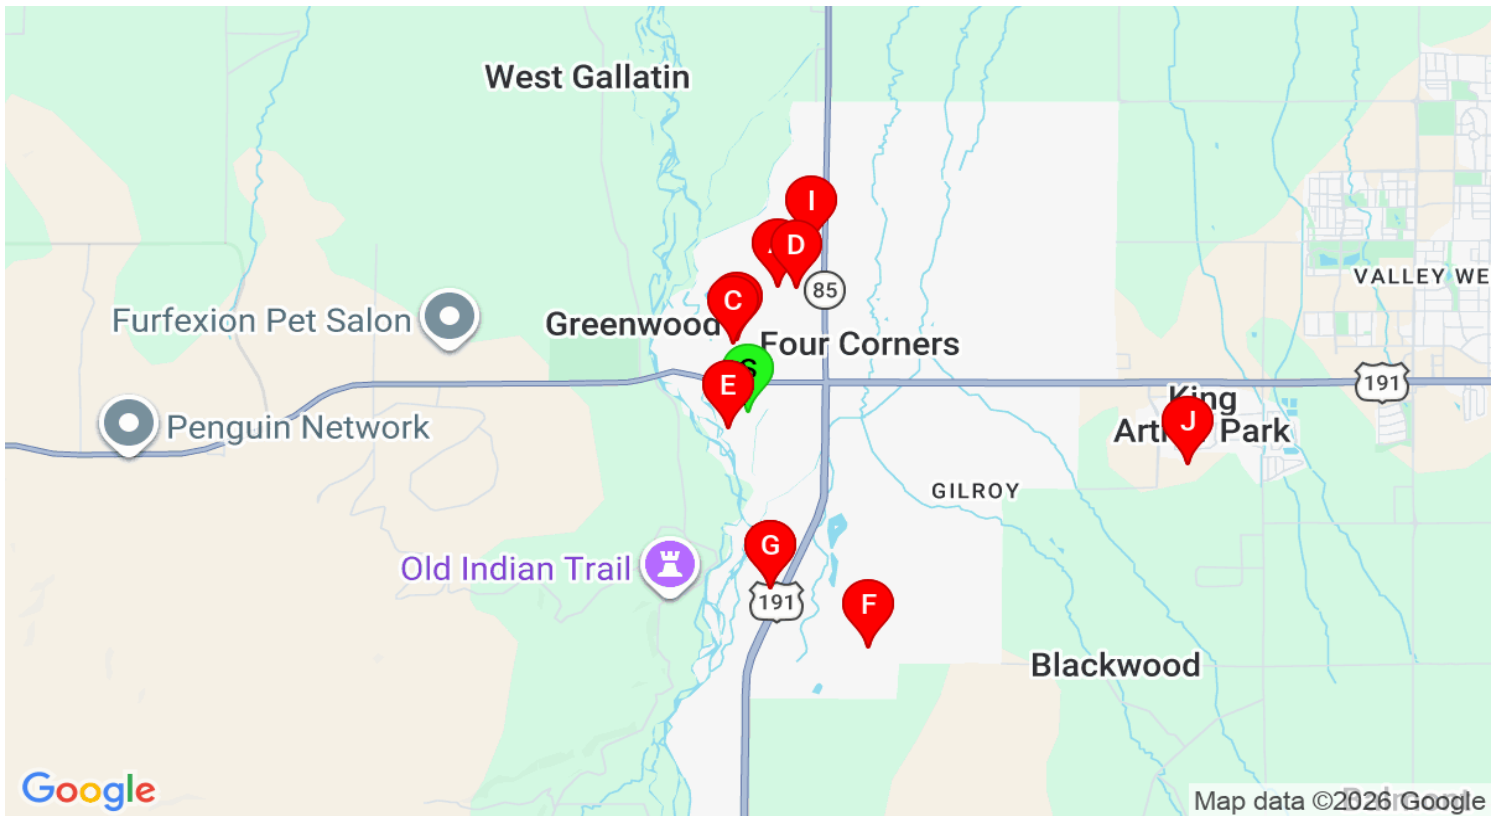 West Gallatin
I
D
85
VALLEY WE
C
Furfexion Pet Salon
Greenwood
Four Corners
E
191
King
J
Penguin Network
Park
GILROY
G
Old Indian Trail
191
F
Blackwood
Google
Map data ©2026 Google